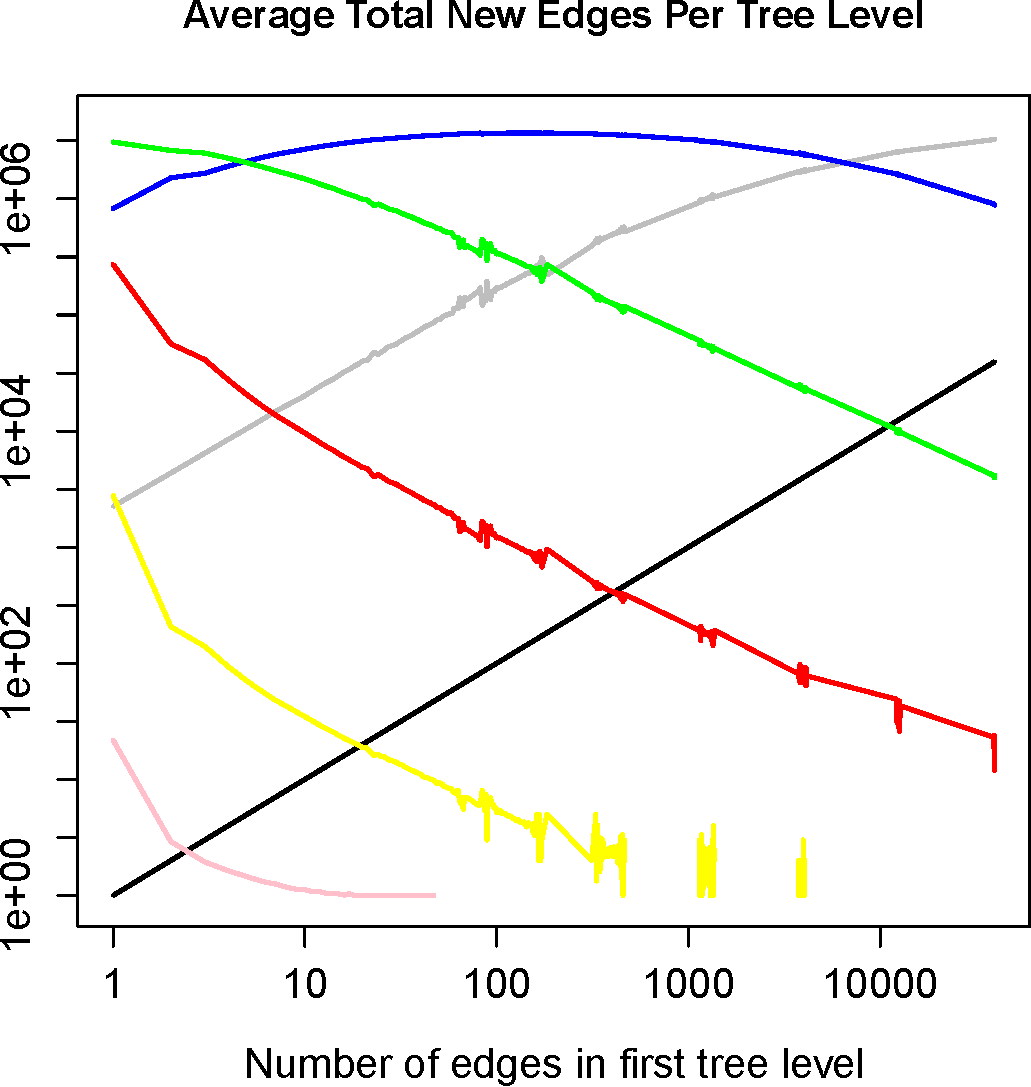 Average Total New Edges Per Tree Level
1e+06
1e+04
1e+02
1e+00
1 10 100 1000 10000
Number of edges in first tree level